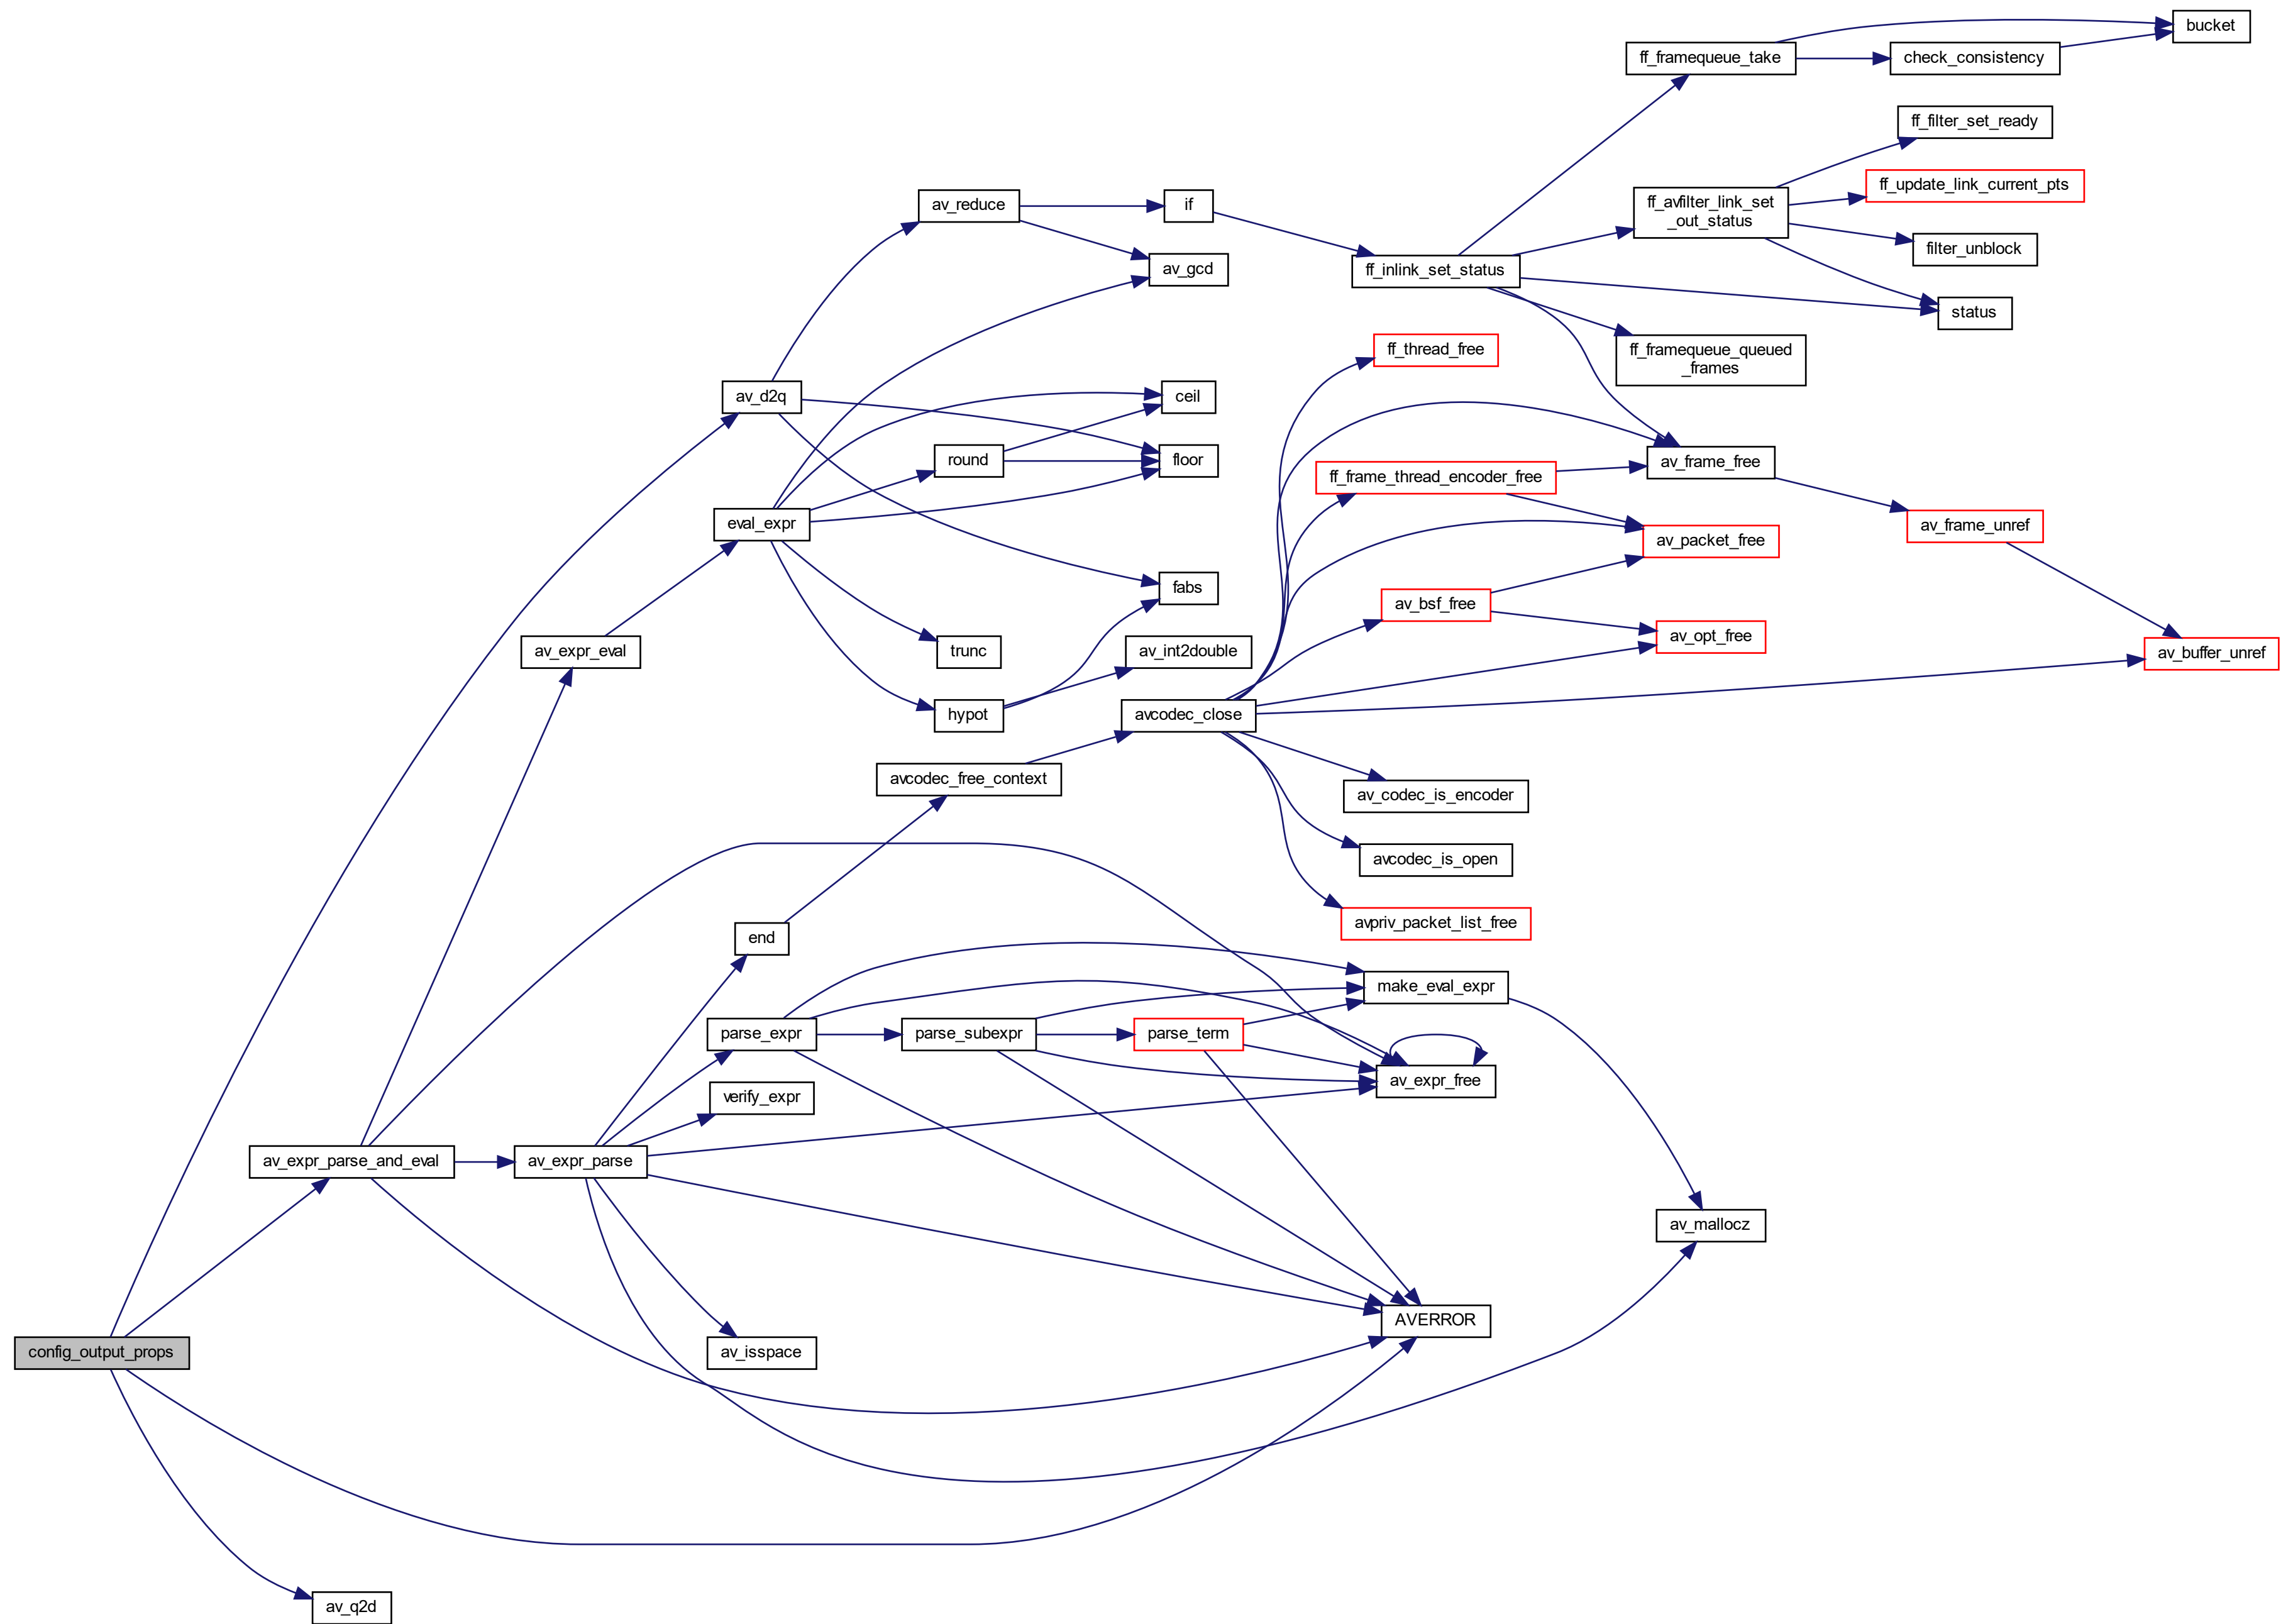 bucket
ff_framequeue_take
check_consistency
ff_filter_set_ready
ff_update_link_current_pts
av_reduce
if
ff_avfilter_link_set
_out_status
filter_unblock
av_gcd
ff_inlink_set_status
status
ff_thread_free
ff_framequeue_queued
_frames
av_d2q
ceil
round
floor
av_frame_free
ff_frame_thread_encoder_free
eval_expr
av_frame_unref
av_packet_free
fabs
av_bsf_free
av_expr_eval
trunc
av_int2double
av_opt_free
av_buffer_unref
hypot
avcodec_close
avcodec_free_context
av_codec_is_encoder
avcodec_is_open
end
avpriv_packet_list_free
make_eval_expr
parse_expr
parse_subexpr
parse_term
av_expr_free
verify_expr
av_expr_parse_and_eval
av_expr_parse
av_mallocz
AVERROR
config_output_props
av_isspace
av_q2d